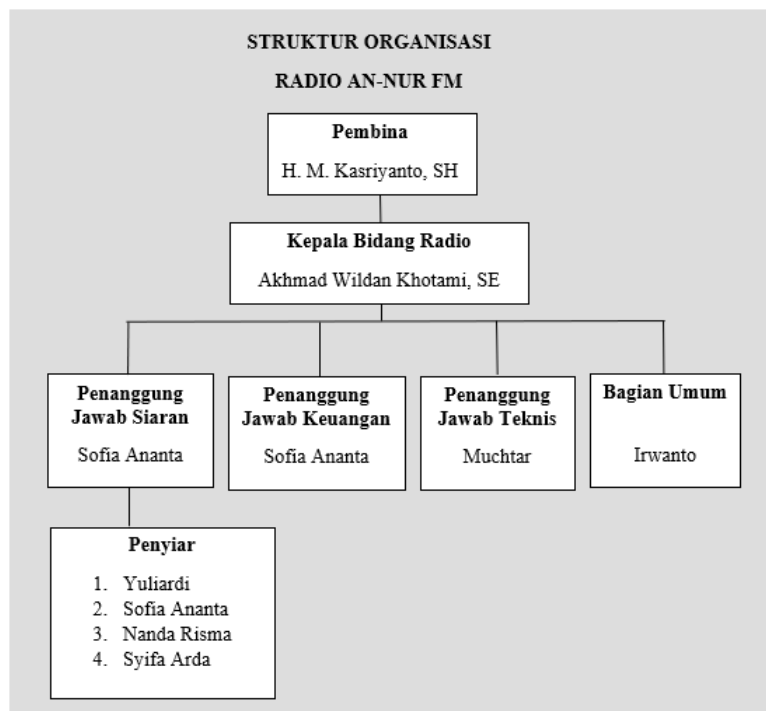 STRUKTUR ORGANISASI
RADIO AN-NUR FM
Pembina
H. M. Kasriyanto, SH
Kepala Bidang Radio
Akhmad Wildan Khotami, SE
Penanggung
Jawab Siaran
Sofia Ananta
Penanggung
Jawab Keuangan
Sofia Ananta
Penanggung
Jawab Teknis
Muchtar
Bagian Umum
Irwanto
Penyiar
1. Yuliardi
2. Sofia Ananta
3. Nanda Risma
4. Syifa Arda